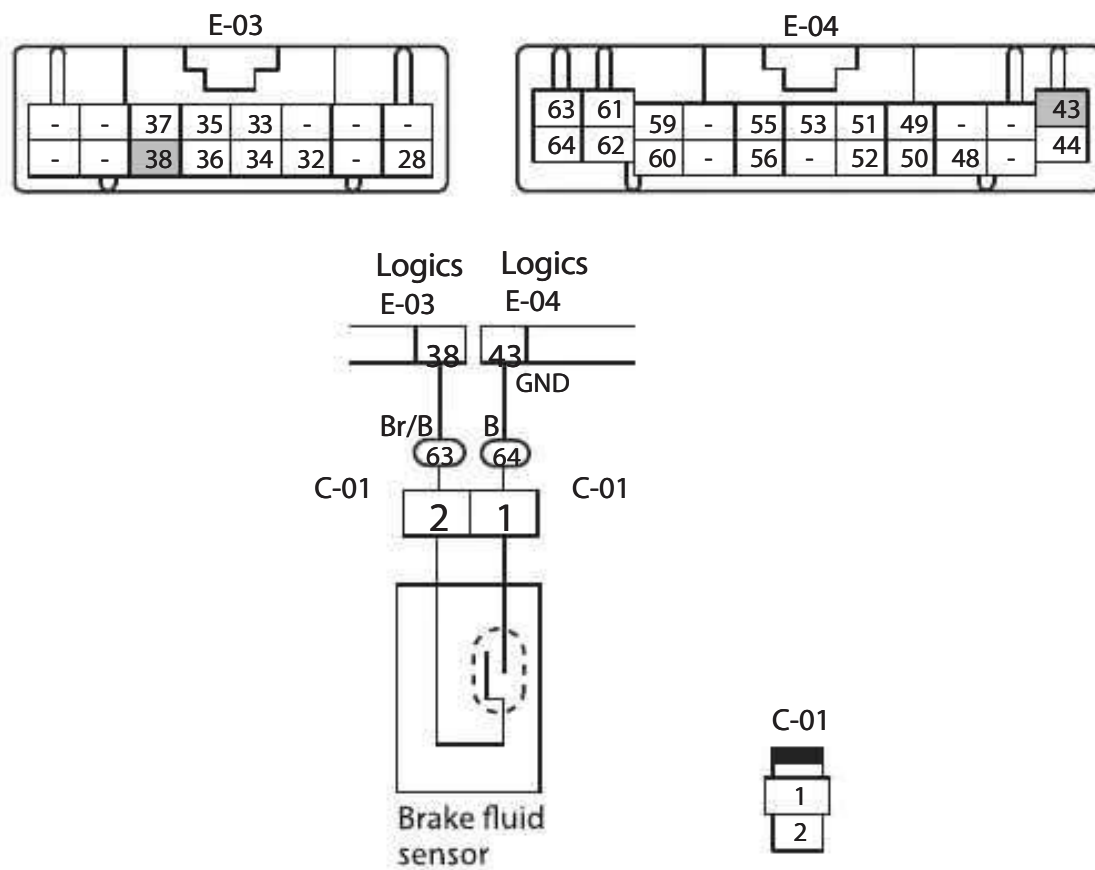 E-03
- - 37 35 33 - - -
- - 38 36 34 32 - 28
E-04
63 61 59 - 55 53 51 49 - - 43
64 62 60 - 56 - 52 50 48 - 44
Logics
E-03
38
Logics
E-04
43
GND
Br/B
B
63
64
C-01
2
1
C-01
Brake fluid
sensor
C-01
1
2